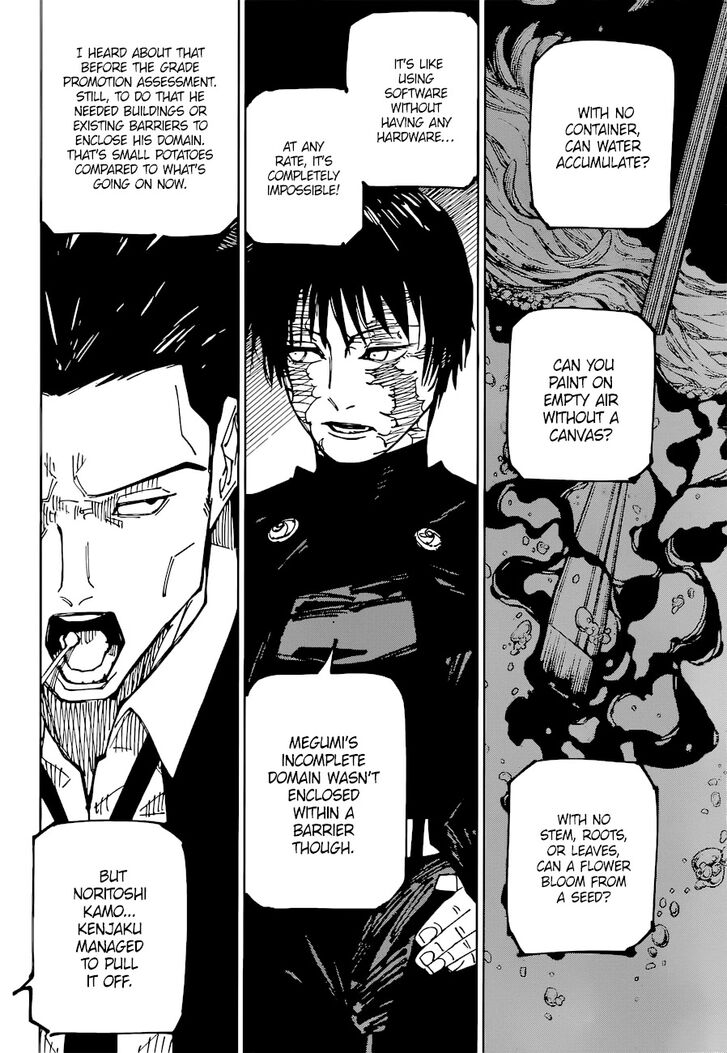 WITH NO
CONTAINER,
CAN WATER
ACCUMULATE?
CAN YOU
PAINT ON
EMPTY AIR
WITHOUT A
CANVAS?
WITH NO
STEM, ROOTS,
OR LEAVES,
CAN A FLOWER
BLOOM FROM
A SEED?
IT'S LIKE
USING
SOFTWARE
WITHOUT
HAVING ANY
HARDWARE...
AT ANY
RATE, IT'S
COMPLETELY
IMPOSSIBLE!
MEGUMI'S
INCOMPLETE
DOMAIN WASN'T
ENCLOSED
WITHIN A
BARRIER
THOUGH.
I HEARD ABOUT THAT
BEFORE THE GRADE
PROMOTION ASSESSMENT.
STILL, TO DO THAT HE
NEEDED BUILDINGS OR
EXISTING BARRIERS TO
ENCLOSE HIS DOMAIN.
THAT'S SMALL POTATOES
COMPARED TO WHAT'S
GOING ON NOW.
BUT
NORITOSHI
KAMO...
KENJAKU
MANAGED
TO PULL
IT OFF.